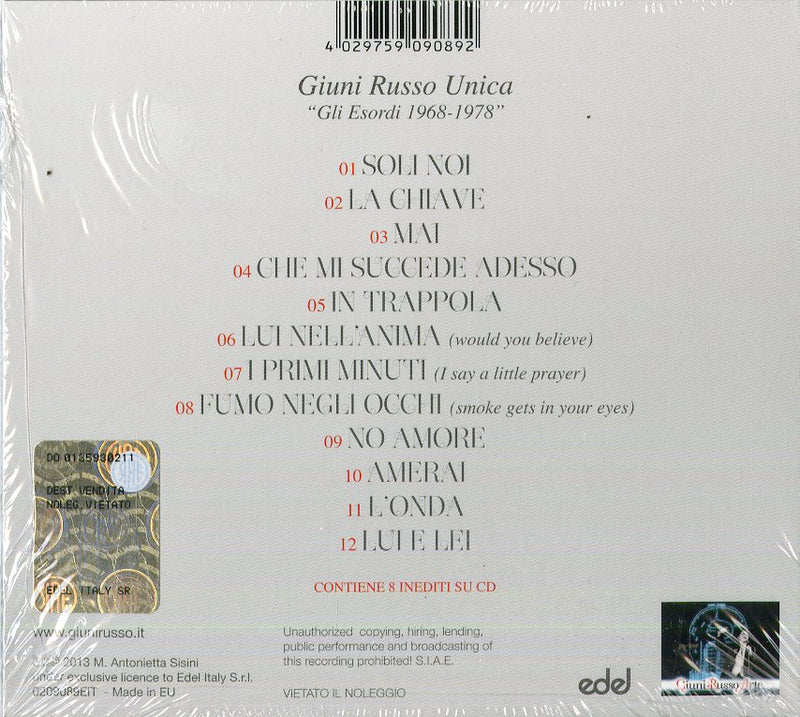 4 029759 090892
Giuni Russo Unica
“Gli Esordi 1968-1978”
01 SOLI NOI
02 LA CHIAVE
03 MAI
04 CHE MI SUCCEDE ADESSO
05 IN TRAPPOLA
06 LUI NELL'ANIMA (would you believe)
07 I PRIMI MINUTI (I say a little prayer)
08 FUMO NEGLI OCCHI (smoke gets in your eyes)
09 NO AMORE
10 AMERAI
11 L'ONDA
12 LUI E LEI
CONTIENE 8 INEDITI SU CD
DO 0135930211
DEST.VENDITA
NOLEG.VIETATO
EDEL ITALY SR
www.giunirusso.it
2013 M. Antonietta Sisini
under exclusive licence to Edel Italy S.r.l.
0209089EIT - Made in EU
Unauthorized copying, hiring, lending,
public performance and broadcasting of
this recording prohibited! S.I.A.E.
VIETATO IL NOLEGGIO
edel
Giuni Russo Arte